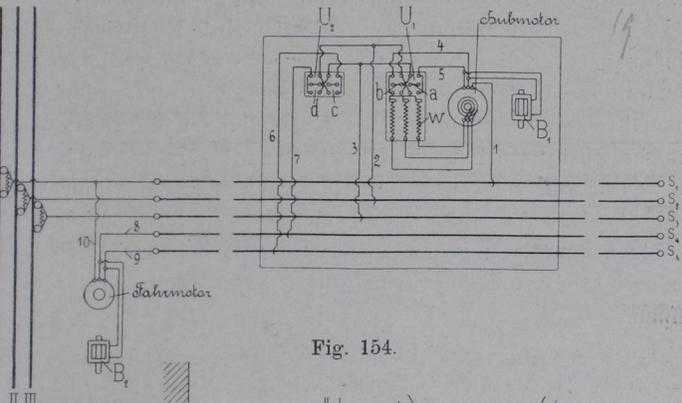 U₂
U₁
Hubmotor
4
5
b
a
d
c
W
B₁
6
7
3
2
1
S₁
S₂
S₃
S₄
S₅
8
10
9
Fahrmotor
B₂
Fig. 154.
II III